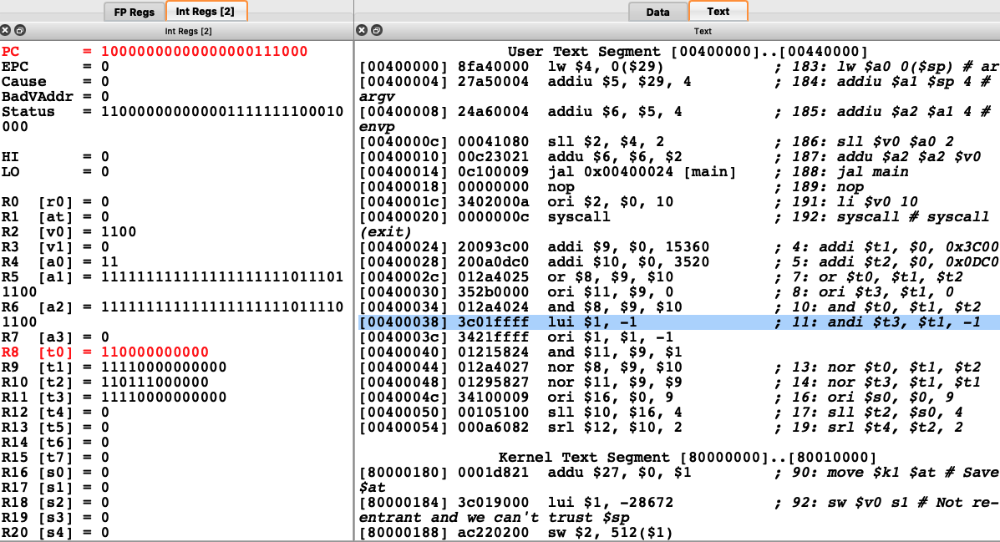 FP Regs Int Regs [2] Data Text
Int Regs [2] Text
PC = 10000000000000000111000
EPC = 0
Cause = 0
BadVAddr = 0
Status = 11000000000000111111111100010
000
HI = 0
LO = 0
R0 [r0] = 0
R1 [at] = 0
R2 [v0] = 1100
R3 [v1] = 0
R4 [a0] = 11
R5 [a1] = 1111111111111111111111011101
1100
R6 [a2] = 1111111111111111111111011110
1100
R7 [a3] = 0
R8 [t0] = 110000000000
R9 [t1] = 11110000000000
R10 [t2] = 110111000000
R11 [t3] = 11110000000000
R12 [t4] = 0
R13 [t5] = 0
R14 [t6] = 0
R15 [t7] = 0
R16 [s0] = 0
R17 [s1] = 0
R18 [s2] = 0
R19 [s3] = 0
R20 [s4] = 0
User Text Segment [00400000]..[00440000]
[00400000] 8fa40000 lw $4, 0($29) ; 183: lw $a0 0($sp) # ar
[00400004] 27a50004 addiu $5, $29, 4 ; 184: addiu $a1 $sp 4 #
argv
[00400008] 24a60004 addiu $6, $5, 4 ; 185: addiu $a2 $a1 4 #
envp
[0040000c] 00041080 sll $2, $4, 2 ; 186: sll $v0 $a0 2
[00400010] 00c23021 addu $6, $6, $2 ; 187: addu $a2 $a2 $v0
[00400014] 0c100009 jal 0x00400024 [main] ; 188: jal main
[00400018] 00000000 nop ; 189: nop
[0040001c] 3402000a ori $2, $0, 10 ; 191: li $v0 10
[00400020] 0000000c syscall ; 192: syscall # syscall
(exit)
[00400024] 20093c00 addi $9, $0, 15360 ; 4: addi $t1, $0, 0x3C00
[00400028] 200a0dc0 addi $10, $0, 3520 ; 5: addi $t2, $0, 0x0DC0
[0040002c] 012a4025 or $8, $9, $10 ; 7: or $t0, $t1, $t2
[00400030] 352b0000 ori $11, $9, 0 ; 8: ori $t3, $t1, 0
[00400034] 012a4024 and $8, $9, $10 ; 10: and $t0, $t1, $t2
[00400038] 3c01ffff lui $1, -1 ; 11: andi $t3, $t1, -1
[0040003c] 3421ffff ori $1, $1, -1
[00400040] 01215824 and $11, $9, $1
[00400044] 012a4027 nor $8, $9, $10 ; 13: nor $t0, $t1, $t2
[00400048] 01295827 nor $11, $9, $9 ; 14: nor $t3, $t1, $t1
[0040004c] 34100009 ori $16, $0, 9 ; 16: ori $s0, $0, 9
[00400050] 00105100 sll $10, $16, 4 ; 17: sll $t2, $s0, 4
[00400054] 000a6082 srl $12, $10, 2 ; 19: srl $t4, $t2, 2
Kernel Text Segment [80000000]..[80010000]
[80000180] 0001d821 addu $27, $0, $1 ; 90: move $k1 $at # Save
$at
[80000184] 3c019000 lui $1, -28672 ; 92: sw $v0 s1 # Not re-
entrant and we can't trust $sp
[80000188] ac220200 sw $2, 512($1)